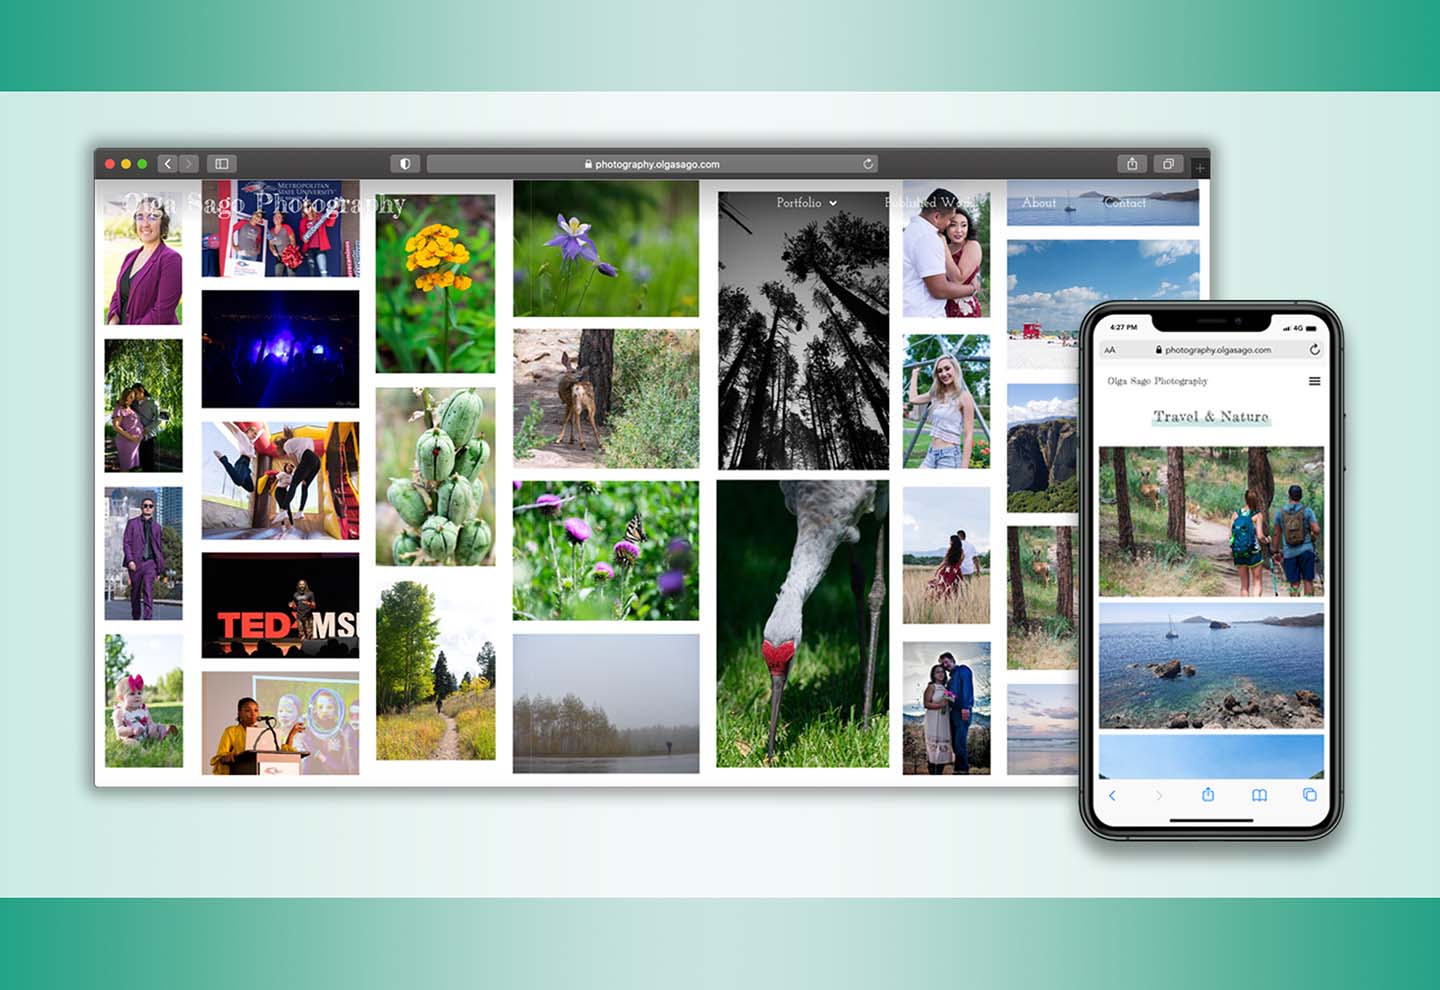 photography.olgasago.com
Olga Sago Photography
Portfolio
Published Work
About
Contact
METROPOLITAN
STATE UNIVERSITY
TEDx MSU
4:27 PM
4G
AA
photography.olgasago.com
Olga Sago Photography
Travel & Nature